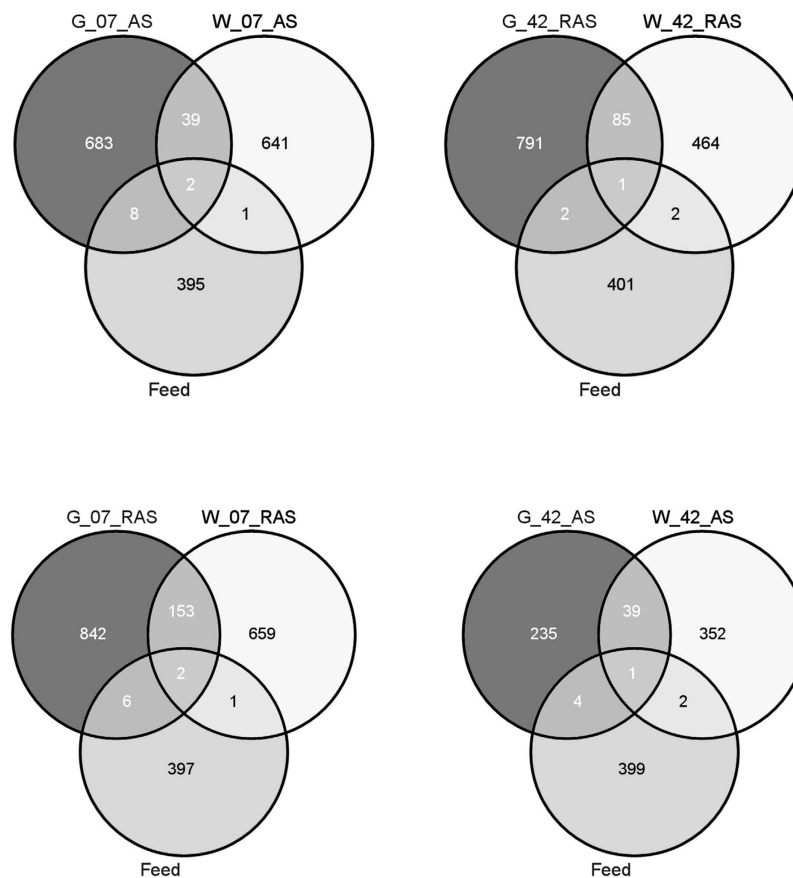 G_07_AS W_07_AS
39
683 641
2
8 1
395
Feed
G_42_RAS W_42_RAS
85
791 464
1
2 2
401
Feed
G_07_RAS W_07_RAS
153
842 659
2
6 1
397
Feed
G_42_AS W_42_AS
39
235 352
1
4 2
399
Feed